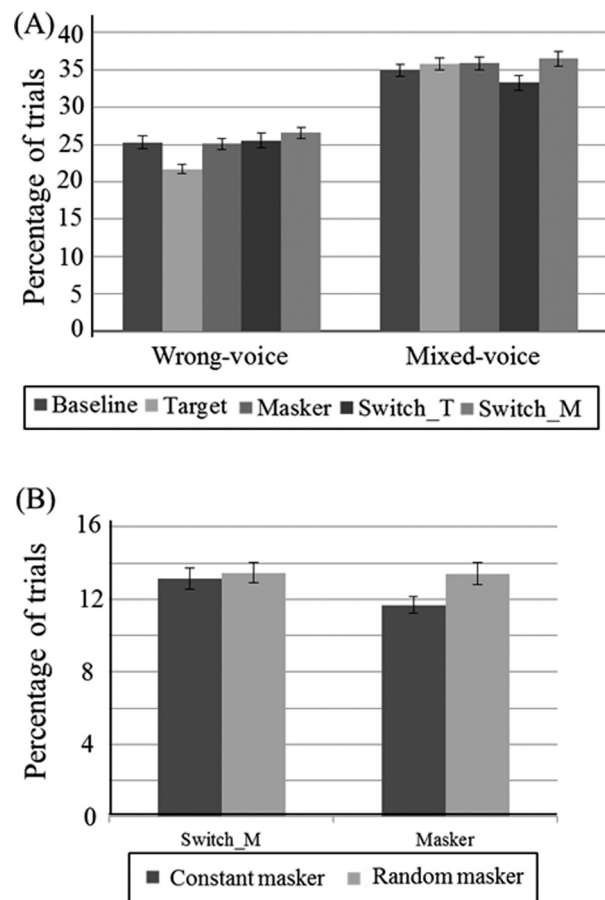 (A)
Percentage of trials
40
35
30
25
20
15
10
5
0
Wrong-voice Mixed-voice
Baseline Target Masker Switch_T Switch_M
(B)
Percentage of trials
16
12
8
4
0
Switch_M Masker
Constant masker Random masker